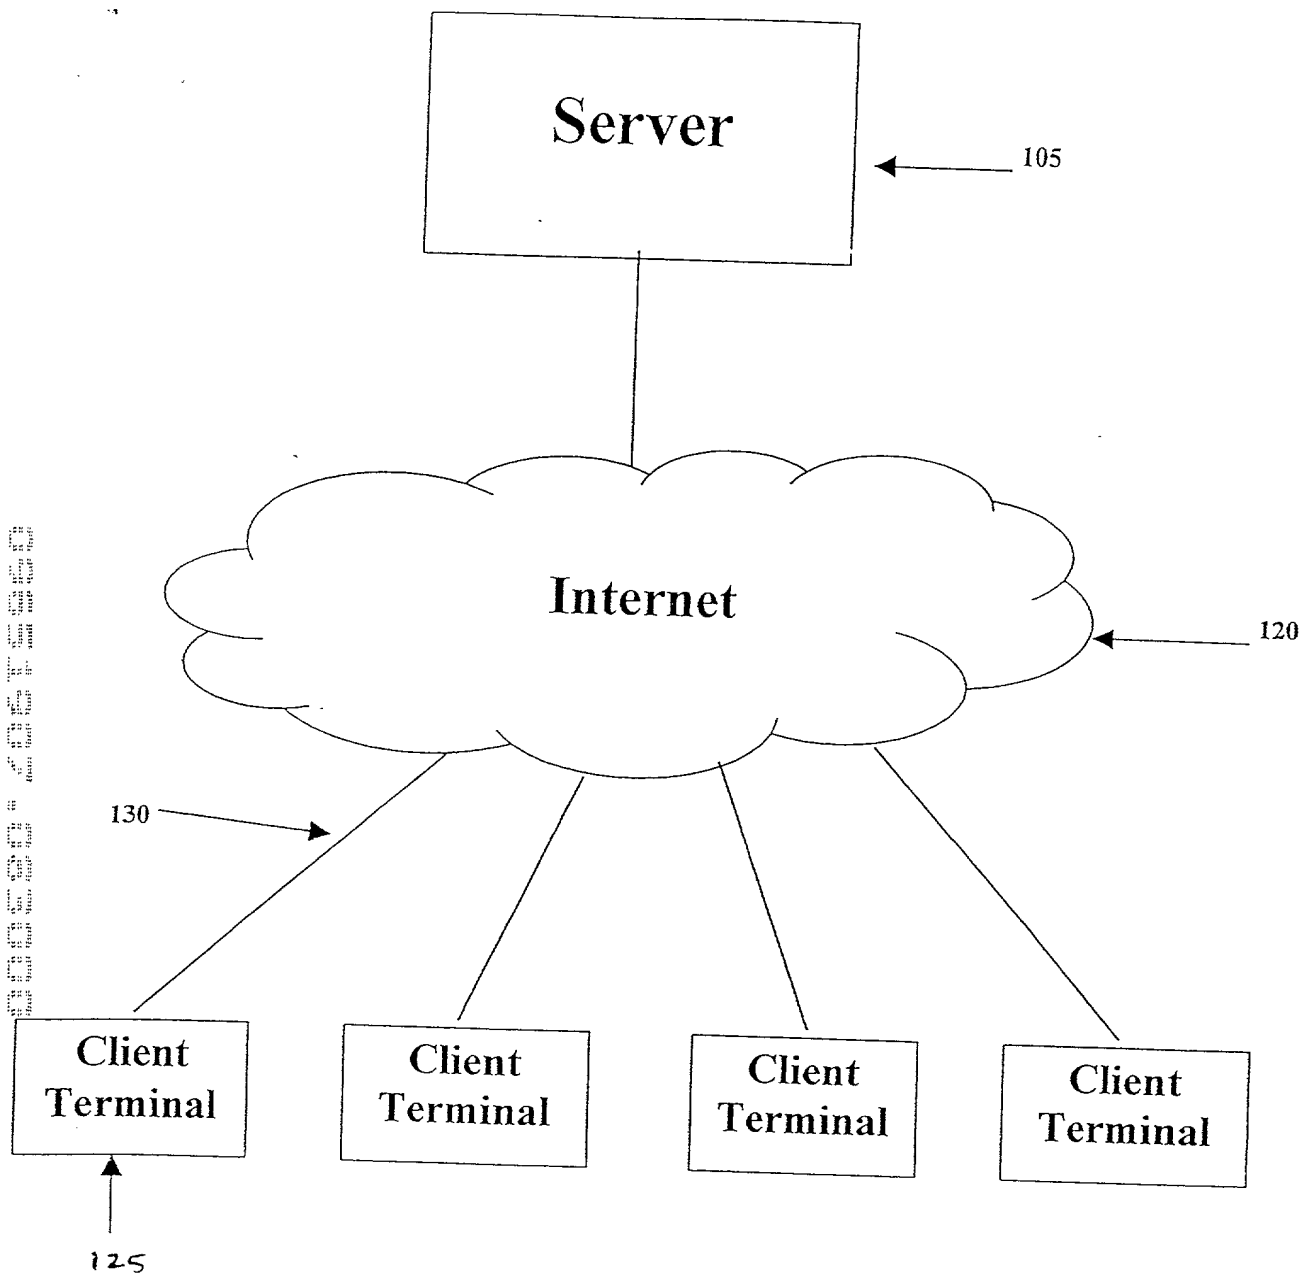 Server
105
Internet
120
130
Client
Terminal
Client
Terminal
Client
Terminal
Client
Terminal
125